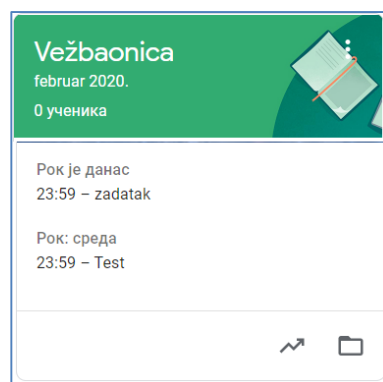 Vežbaonica
februar 2020.
0 ученика
Рок је данас
23:59 – zadatak
Рок: среда
23:59 – Test